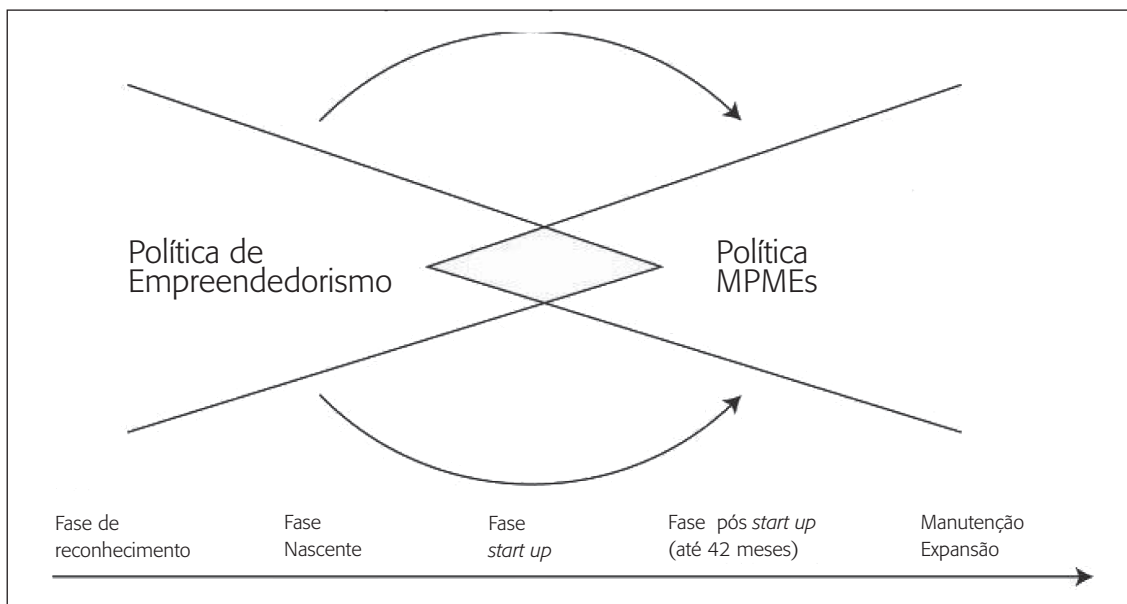 Política de
Empreendedorismo
Política
MPMEs
Fase de
reconhecimento
Fase
Nascente
Fase
start up
Fase pós start up
(até 42 meses)
Manutenção
Expansão